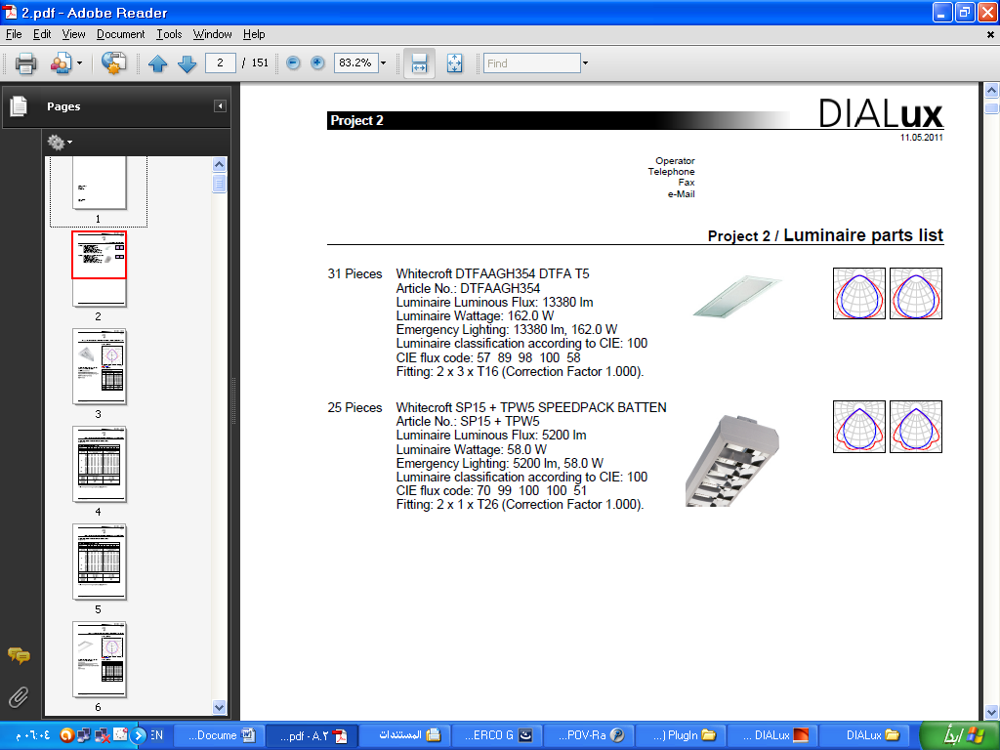 2.pdf - Adobe Reader
File Edit View Document Tools Window Help
2 / 151 83.2% Find
Pages
1
2
3
4
5
6
Project 2
DIALux
11.05.2011
Operator
Telephone
Fax
e-Mail
Project 2 / Luminaire parts list
31 Pieces Whitecroft DTFAAGH354 DTFA T5
Article No.: DTFAAGH354
Luminaire Luminous Flux: 13380 lm
Luminaire Wattage: 162.0 W
Emergency Lighting: 13380 lm, 162.0 W
Luminaire classification according to CIE: 100
CIE flux code: 57 89 98 100 58
Fitting: 2 x 3 x T16 (Correction Factor 1.000).
25 Pieces Whitecroft SP15 + TPW5 SPEEDPACK BATTEN
Article No.: SP15 + TPW5
Luminaire Luminous Flux: 5200 lm
Luminaire Wattage: 58.0 W
Emergency Lighting: 5200 lm, 58.0 W
Luminaire classification according to CIE: 100
CIE flux code: 70 99 100 100 51
Fitting: 2 x 1 x T26 (Correction Factor 1.000).
٠٦:٠٤ م EN ...Docume ...pdf - A.٢ المستندات ...ERCO G ...POV-Ra ...) PlugIn ...DIALux DIALux ابدأ